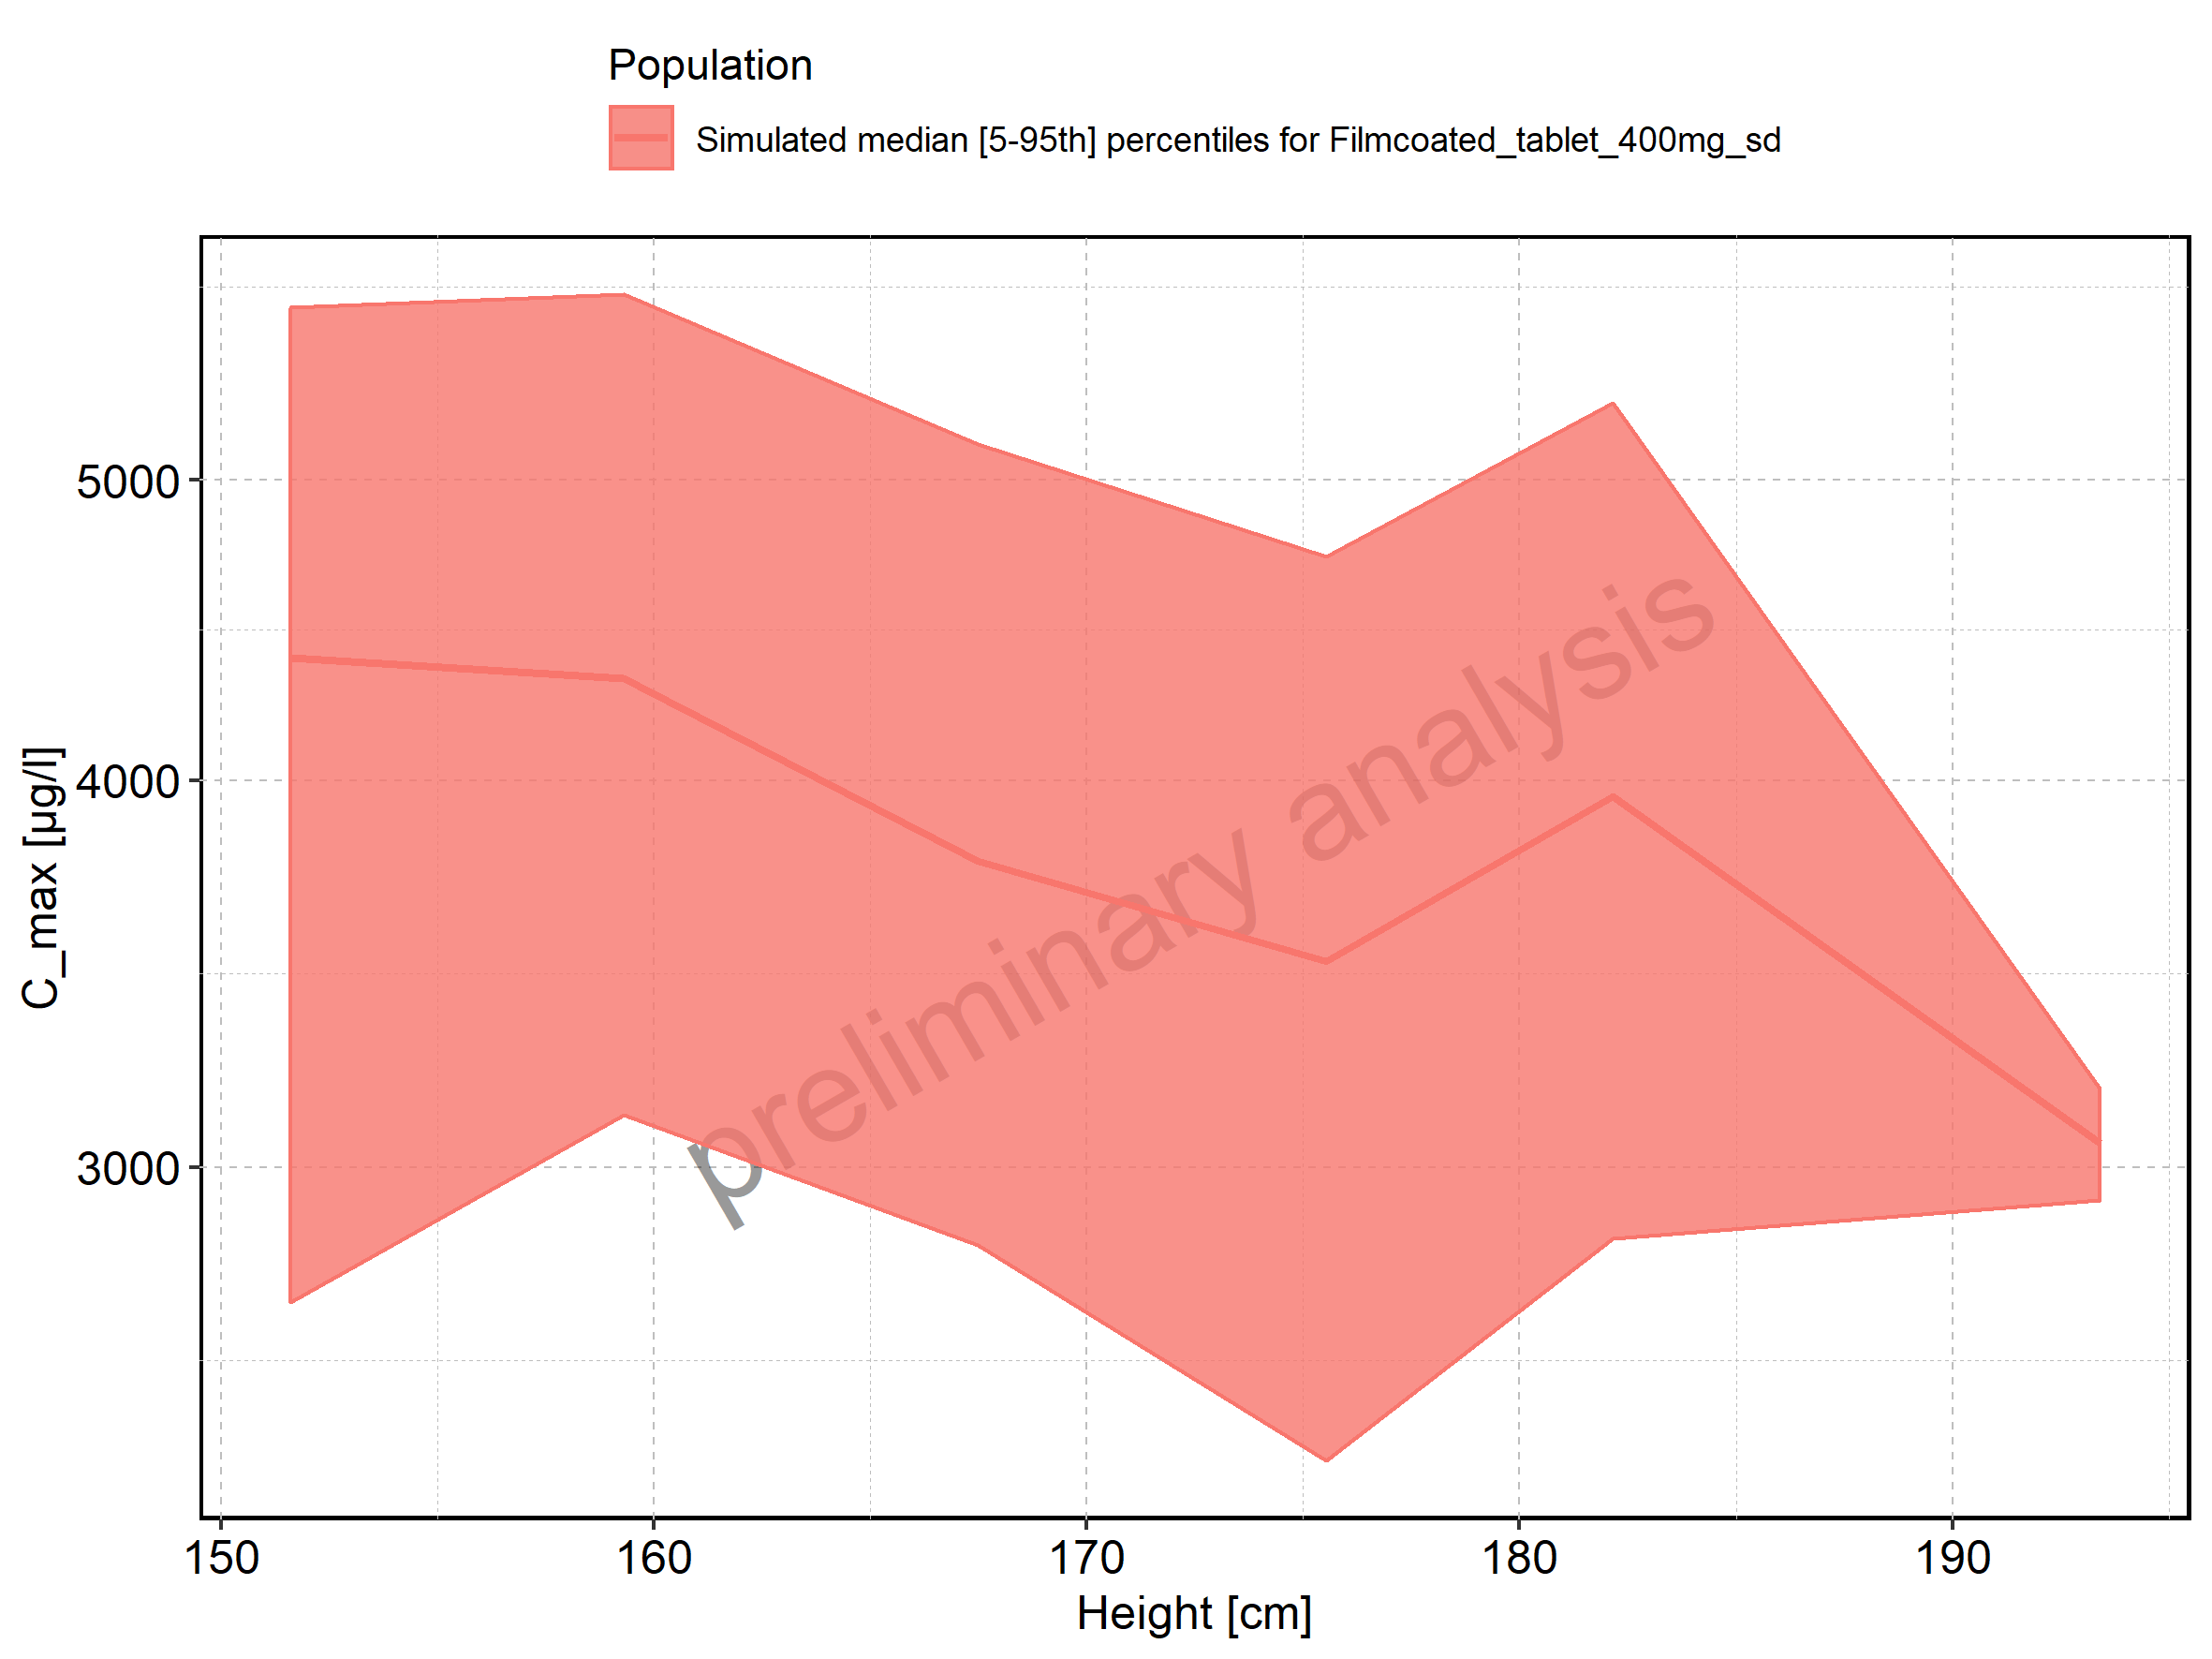 Population
Simulated median [5-95th] percentiles for Filmcoated_tablet_400mg_sd
5000
4000
3000
C_max [µg/l]
preliminary analysis
150 160 170 180 190
Height [cm]